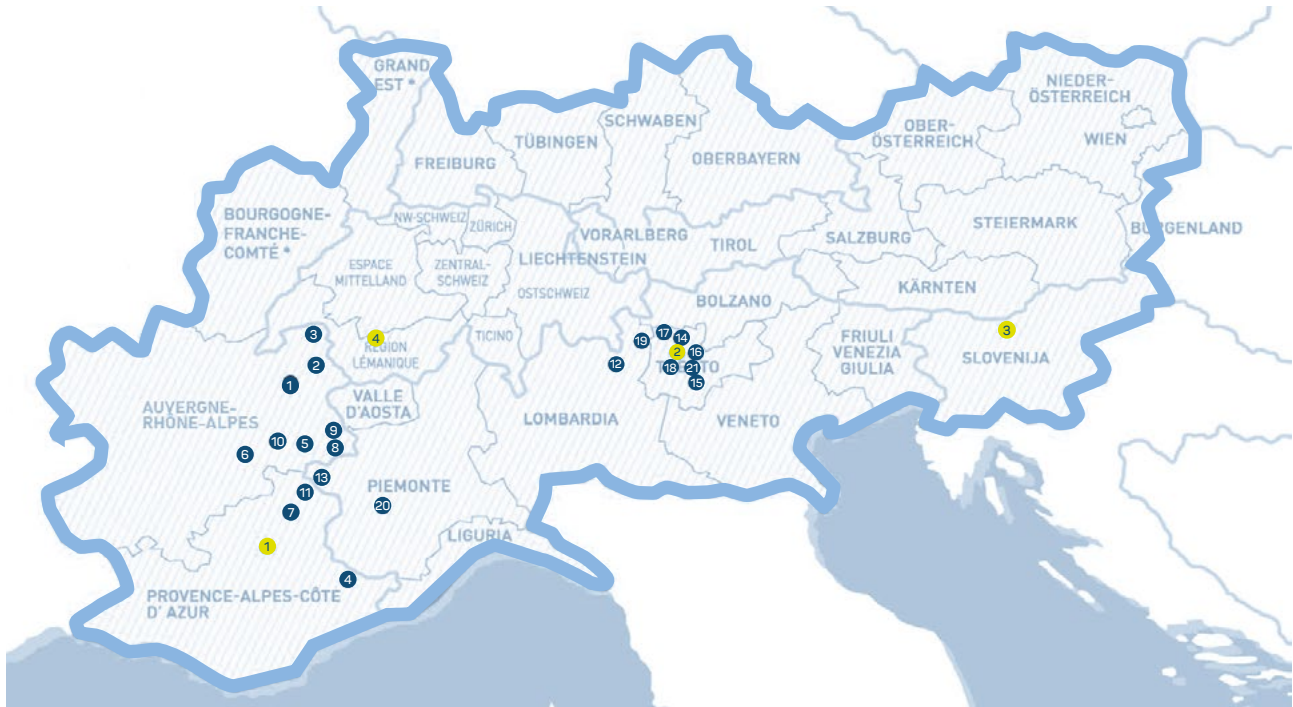 GRAND
EST *
NIEDER-
ÖSTERREICH
SCHWABEN
OBER-
ÖSTERREICH
WIEN
TÜBINGEN
OBERBAYERN
FREIBURG
BOURGOGNE-
FRANCHE-
COMTÉ *
NW-SCHWEIZ
ZÜRICH
VORARLBERG
TIROL
SALZBURG
STEIERMARK
BURGENLAND
ESPACE
MITTELLAND
ZENTRAL-
SCHWEIZ
LIECHTENSTEIN
OSTSCHWEIZ
BOLZANO
KÄRNTEN
3
4
RÉGION
LÉMANIQUE
TICINO
17
14
19
2
16
12
18
21
15
TRENTO
FRIULI
VENEZIA
GIULIA
3
SLOVENIJA
2
1
VALLE
D'AOSTA
AUVERGNE-
RHÔNE-ALPES
LOMBARDIA
VENETO
9
10
5
8
6
13
11
PIEMONTE
20
7
LIGURIA
1
4
PROVENCE-ALPES-CÔTE
D' AZUR